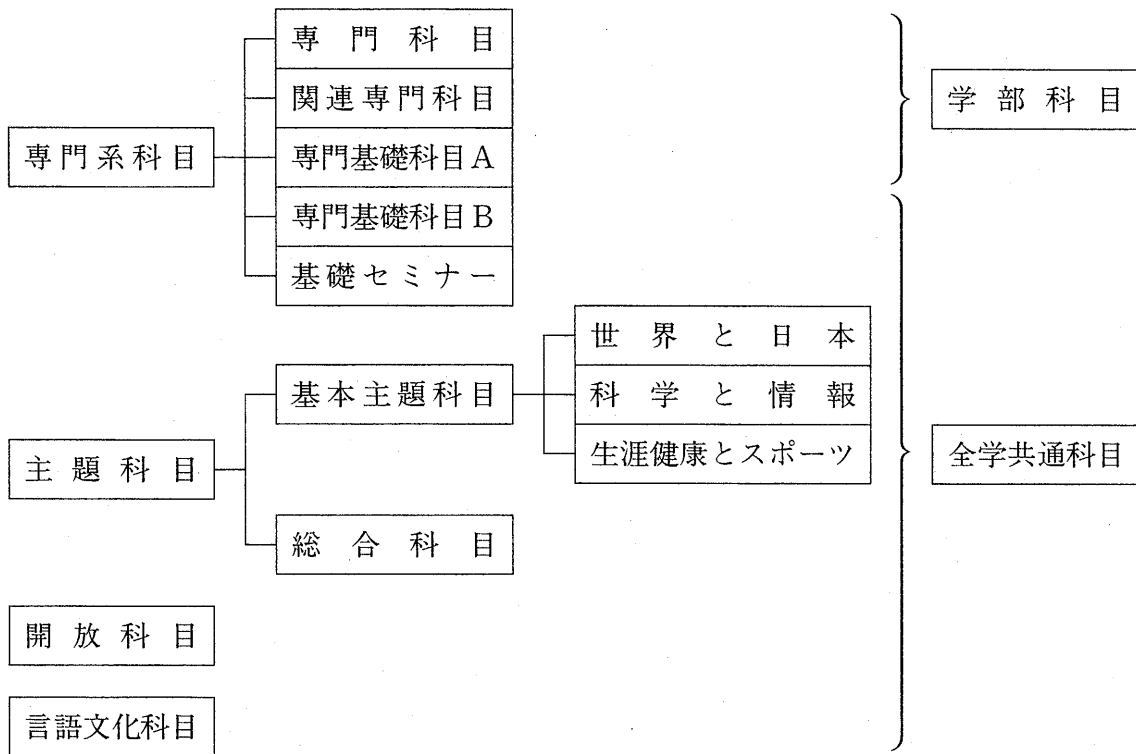 専門科目
関連専門科目
専門系科目
専門基礎科目A
専門基礎科目B
基礎セミナー
学部科目
世界と日本
基本主題科目
科学と情報
生涯健康とスポーツ
主題科目
総合科目
全学共通科目
開放科目
言語文化科目